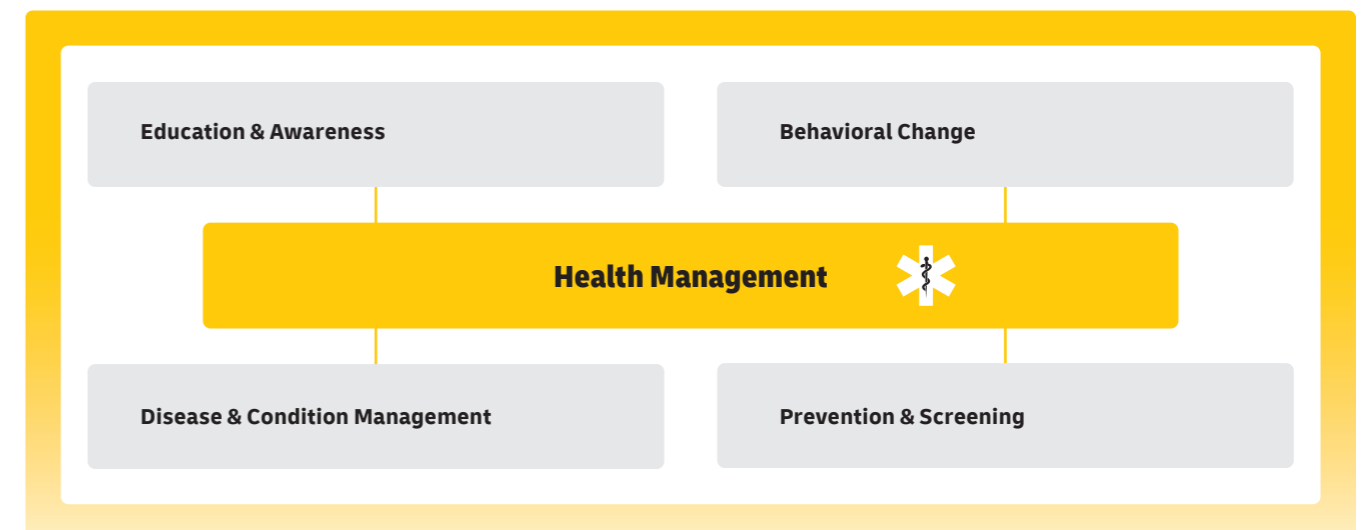 Education & Awareness
Behavioral Change
Health Management
Disease & Condition Management
Prevention & Screening